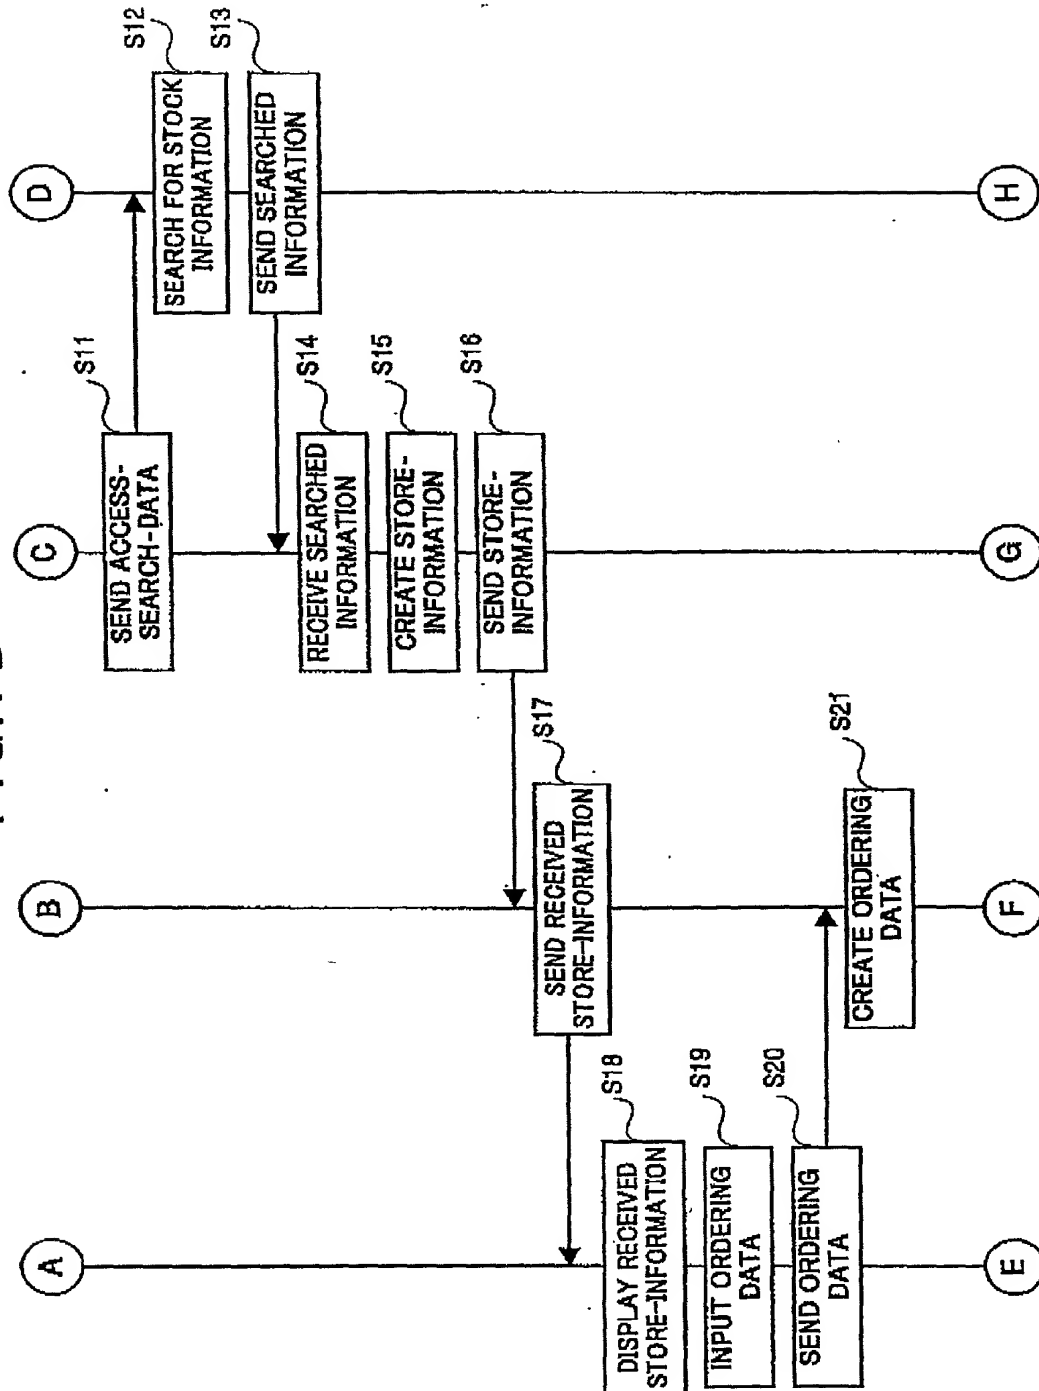 A
B
C
D
SEND ACCESS-
SEARCH-DATA
S11
SEARCH FOR STOCK
INFORMATION
S12
SEND SEARCHED
INFORMATION
S13
RECEIVE SEARCHED
INFORMATION
S14
CREATE STORE-
INFORMATION
S15
SEND STORE-
INFORMATION
S16
SEND RECEIVED
STORE-INFORMATION
S17
DISPLAY RECEIVED
STORE-INFORMATION
S18
INPUT ORDERING
DATA
S19
SEND ORDERING
DATA
S20
CREATE ORDERING
DATA
S21
E
F
G
H